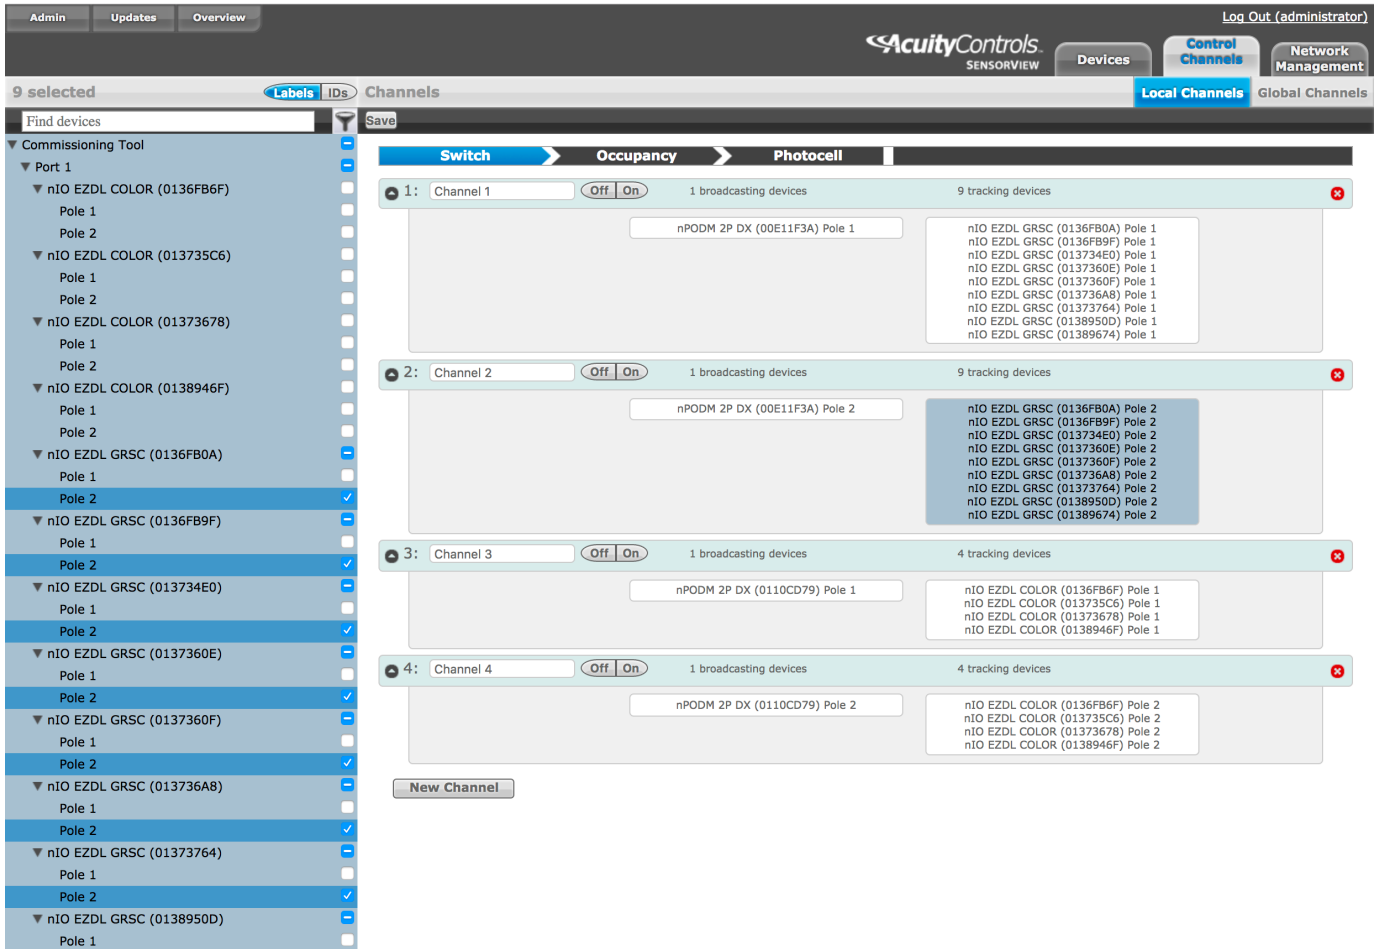 Admin
Updates
Overview
Log Out (administrator)
AcuityControls
SENSORVIEW
Devices
Control
Channels
Network
Management
9 selected
Labels
IDs
Channels
Local Channels
Global Channels
Find devices
Save
Commissioning Tool
Port 1
nIO EZDL COLOR (0136FB6F)
Pole 1
Pole 2
nIO EZDL COLOR (013735C6)
Pole 1
Pole 2
nIO EZDL COLOR (01373678)
Pole 1
Pole 2
nIO EZDL COLOR (0138946F)
Pole 1
Pole 2
nIO EZDL GRSC (0136FB0A)
Pole 1
Pole 2
nIO EZDL GRSC (0136FB9F)
Pole 1
Pole 2
nIO EZDL GRSC (013734E0)
Pole 1
Pole 2
nIO EZDL GRSC (0137360E)
Pole 1
Pole 2
nIO EZDL GRSC (0137360F)
Pole 1
Pole 2
nIO EZDL GRSC (013736A8)
Pole 1
Pole 2
nIO EZDL GRSC (01373764)
Pole 1
Pole 2
nIO EZDL GRSC (0138950D)
Pole 1
Switch
Occupancy
Photocell
1: Channel 1 Off On 1 broadcasting devices 9 tracking devices
nPODM 2P DX (00E11F3A) Pole 1
nIO EZDL GRSC (0136FB0A) Pole 1
nIO EZDL GRSC (0136FB9F) Pole 1
nIO EZDL GRSC (013734E0) Pole 1
nIO EZDL GRSC (0137360E) Pole 1
nIO EZDL GRSC (0137360F) Pole 1
nIO EZDL GRSC (013736A8) Pole 1
nIO EZDL GRSC (01373764) Pole 1
nIO EZDL GRSC (0138950D) Pole 1
nIO EZDL GRSC (01389674) Pole 1
2: Channel 2 Off On 1 broadcasting devices 9 tracking devices
nPODM 2P DX (00E11F3A) Pole 2
nIO EZDL GRSC (0136FB0A) Pole 2
nIO EZDL GRSC (0136FB9F) Pole 2
nIO EZDL GRSC (013734E0) Pole 2
nIO EZDL GRSC (0137360E) Pole 2
nIO EZDL GRSC (0137360F) Pole 2
nIO EZDL GRSC (013736A8) Pole 2
nIO EZDL GRSC (01373764) Pole 2
nIO EZDL GRSC (0138950D) Pole 2
nIO EZDL GRSC (01389674) Pole 2
3: Channel 3 Off On 1 broadcasting devices 4 tracking devices
nPODM 2P DX (0110CD79) Pole 1
nIO EZDL COLOR (0136FB6F) Pole 1
nIO EZDL COLOR (013735C6) Pole 1
nIO EZDL COLOR (01373678) Pole 1
nIO EZDL COLOR (0138946F) Pole 1
4: Channel 4 Off On 1 broadcasting devices 4 tracking devices
nPODM 2P DX (0110CD79) Pole 2
nIO EZDL COLOR (0136FB6F) Pole 2
nIO EZDL COLOR (013735C6) Pole 2
nIO EZDL COLOR (01373678) Pole 2
nIO EZDL COLOR (0138946F) Pole 2
New Channel